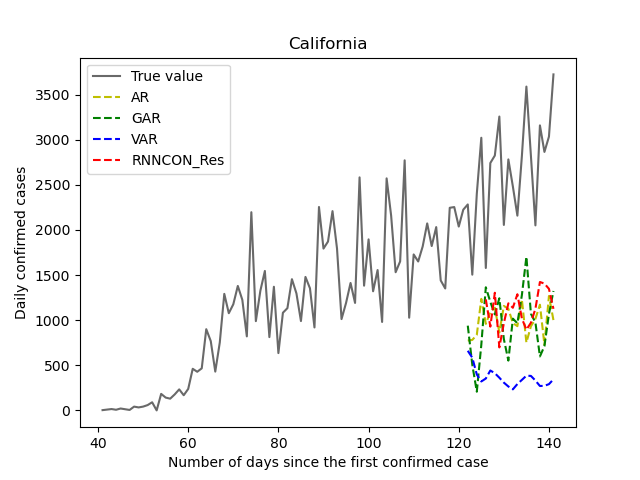 California
True value
AR
GAR
VAR
RNNCON_Res
Daily confirmed cases
3500
3000
2500
2000
1500
1000
500
0
40
60
80
100
120
140
Number of days since the first confirmed case